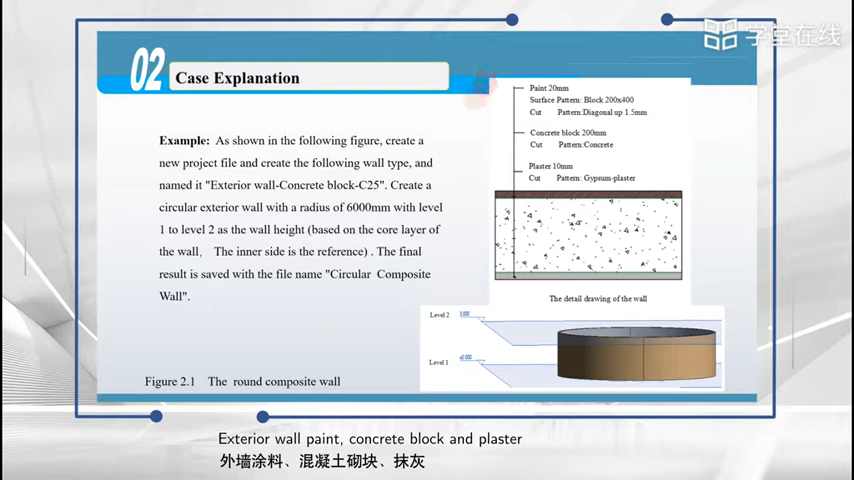 学堂在线
02 Case Explanation
Example: As shown in the following figure, create a
new project file and create the following wall type, and
named it "Exterior wall-Concrete block-C25". Create a
circular exterior wall with a radius of 6000mm with level
1 to level 2 as the wall height (based on the core layer of
the wall, The inner side is the reference) . The final
result is saved with the file name "Circular Composite
Wall".
Figure 2.1 The round composite wall
Paint 20mm
Surface Pattern: Block 200x400
Cut Pattern:Diagonal up 1.5mm
Concrete block 200mm
Cut Pattern:Concrete
Plaster 10mm
Cut Pattern: Gypsum-plaster
The detail drawing of the wall
Level 2 3.000
Level 1 ±0.000
Exterior wall paint, concrete block and plaster
外墙涂料、混凝土砌块、抹灰